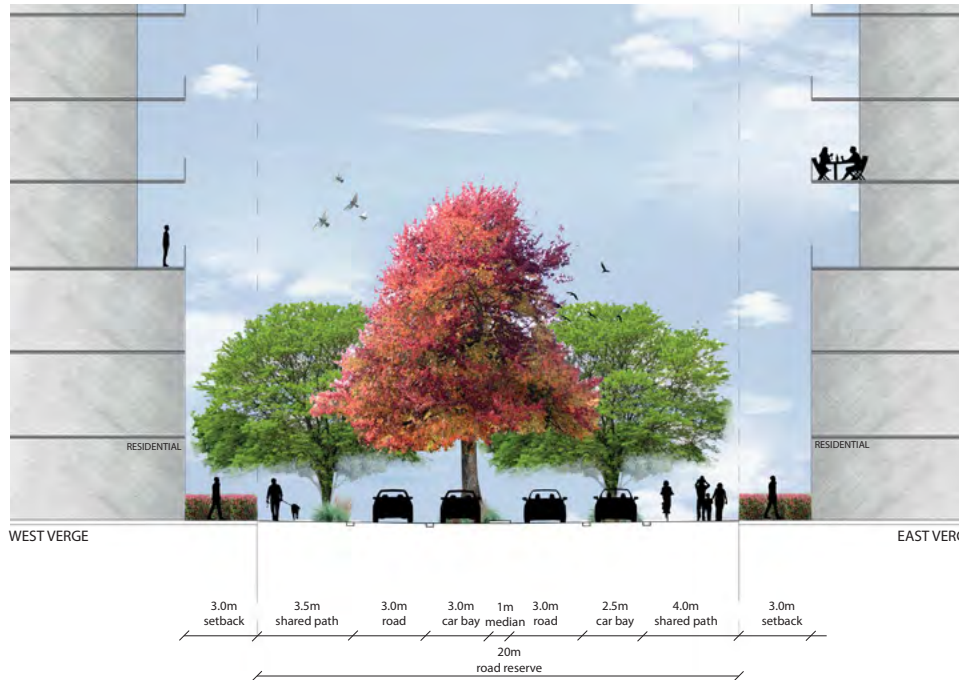 RESIDENTIAL
RESIDENTIAL
WEST VERGE
EAST VERG
3.0m
setback
3.5m
shared path
3.0m
road
3.0m
car bay
1m
median
3.0m
road
2.5m
car bay
4.0m
shared path
3.0m
setback
20m
road reserve